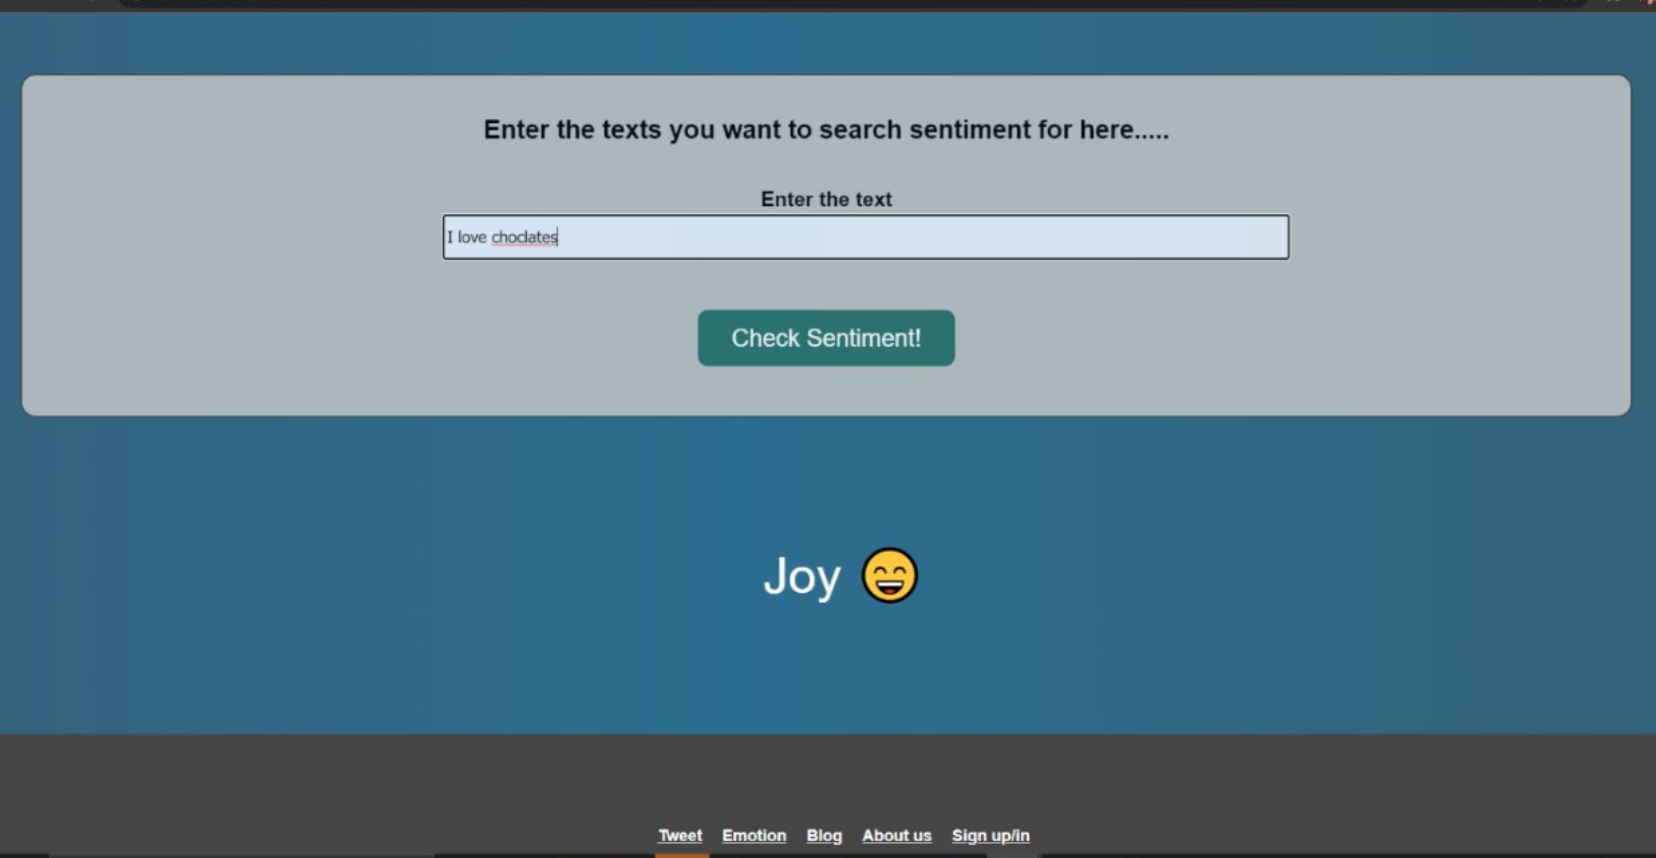 Enter the texts you want to search sentiment for here.....
Enter the text
I love choclates
Check Sentiment!
Joy 😄
Tweet Emotion Blog About us Sign up/in